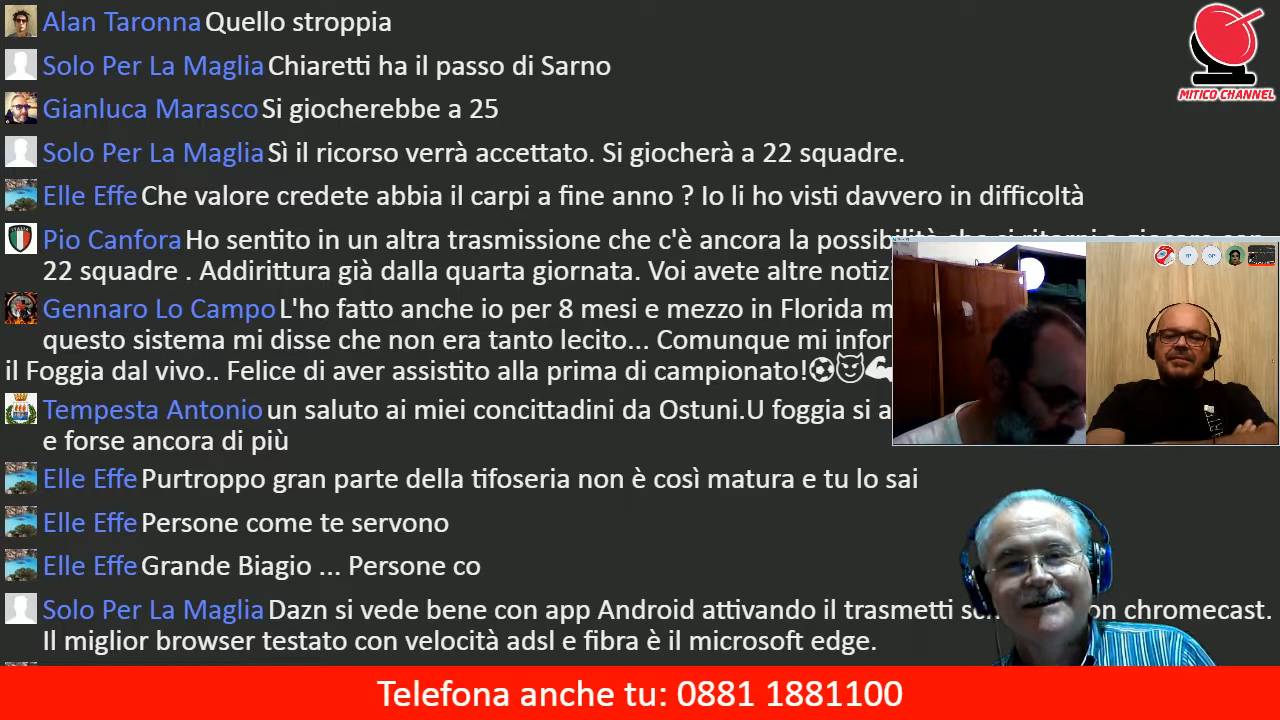 Alan Taronna Quello stroppia
Solo Per La Maglia Chiaretti ha il passo di Sarno
MITICO CHANNEL
Gianluca Marasco Si giocherebbe a 25
Solo Per La Maglia Sì il ricorso verrà accettato. Si giocherà a 22 squadre.
Elle Effe Che valore credete abbia il carpi a fine anno ? Io li ho visti davvero in difficoltà
Pio Canfora Ho sentito in un altra trasmissione che c'è ancora la possibilità che si ritorni a giocare con
22 squadre . Addirittura già dalla quarta giornata. Voi avete altre
Gennaro Lo Campo L'ho fatto anche io per 8 mesi e mezzo in Florida
questo sistema mi disse che non era tanto lecito... Comunque mi
il Foggia dal vivo.. Felice di aver assistito alla prima di campionato!⚽😈💪
Tempesta Antonio un saluto ai miei concittadini da Ostuni.U foggia si
e forse ancora di più
Elle Effe Purtroppo gran parte della tifoseria non è così matura e tu lo sai
Elle Effe Persone come te servono
Elle Effe Grande Biagio ... Persone co
Solo Per La Maglia Dazn si vede bene con app Android attivando il trasmetti con chromecast.
Il miglior browser testato con velocità adsl e fibra è il microsoft edge.
Telefona anche tu: 0881 1881100